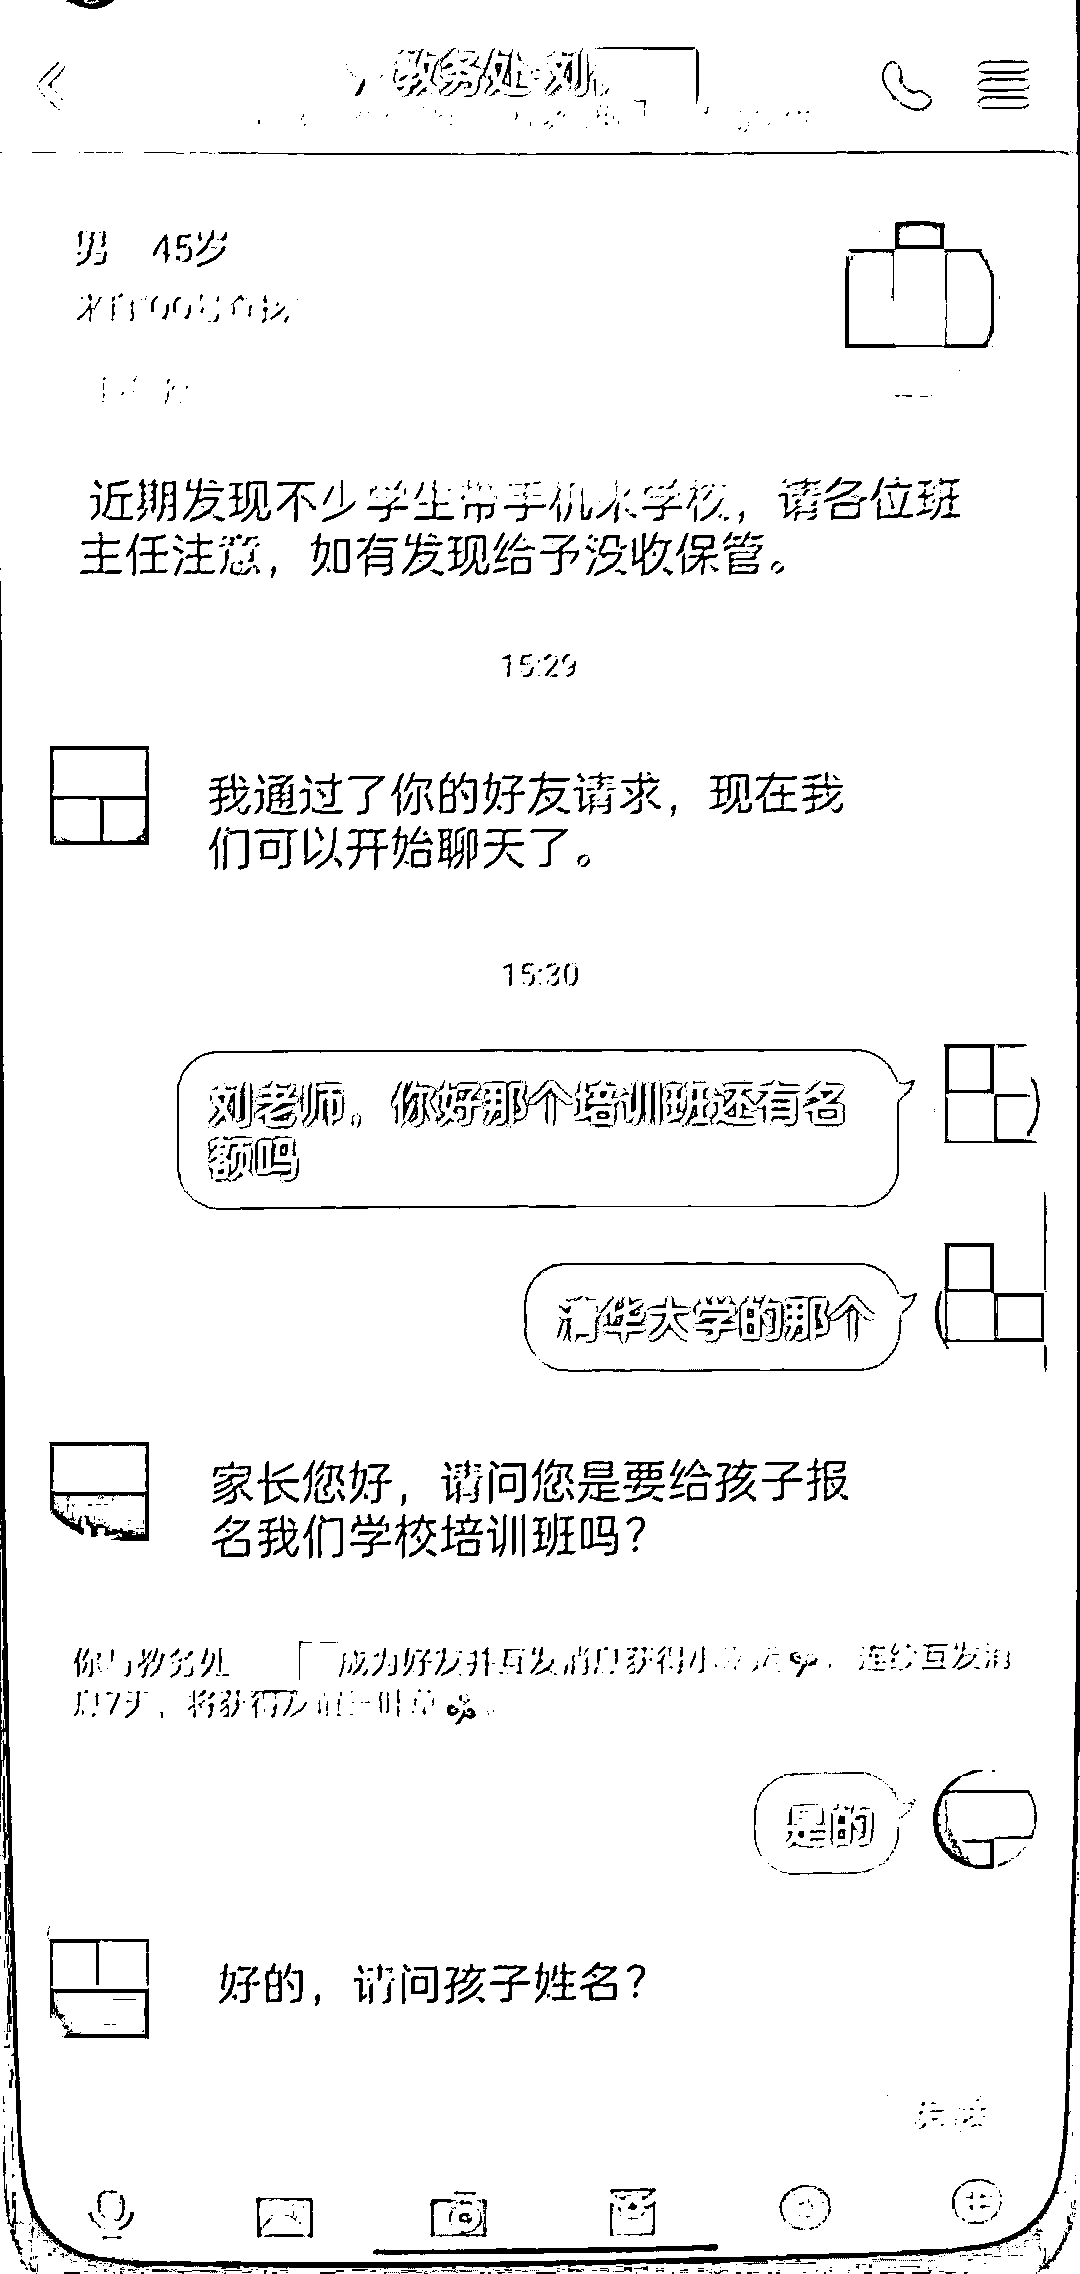 教务处-刘
男 45岁
近期发现不少学生带手机来学校，请各位班
主任注意，如有发现给予没收保管。
15:29
我通过了你的好友请求，现在我
们可以开始聊天了。
15:30
刘老师。你好那个培训班还有名
额吗
清华大学的那个
家长您好，请问您是要给孩子报
名我们学校培训班吗？
你与教务处 成为好友并互发消息获得小 连续互发消
息7天，将获得
是的
好的，请问孩子姓名？
发送